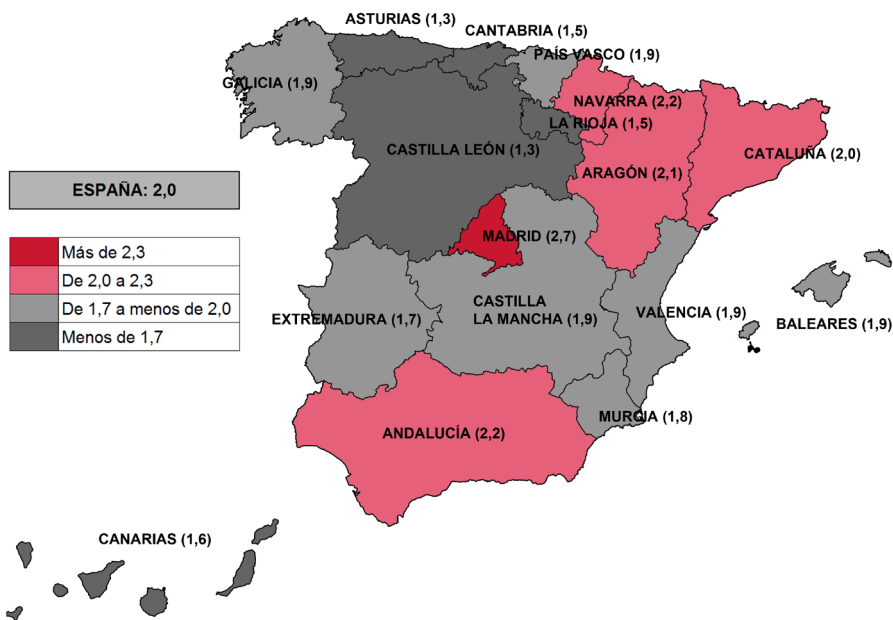 ASTURIAS (1,3)
CANTABRIA (1,5)
PAÍS VASCO (1,9)
GALICIA (1,9)
NAVARRA (2,2)
LA RIOJA (1,5)
CASTILLA LEÓN (1,3)
CATALUÑA (2,0)
ARAGÓN (2,1)
ESPAÑA: 2,0
MADRID (2,7)
Más de 2,3
De 2,0 a 2,3
De 1,7 a menos de 2,0
Menos de 1,7
CASTILLA
LA MANCHA (1,9)
EXTREMADURA (1,7)
VALENCIA (1,9)
BALEARES (1,9)
MURCIA (1,8)
ANDALUCÍA (2,2)
CANARIAS (1,6)